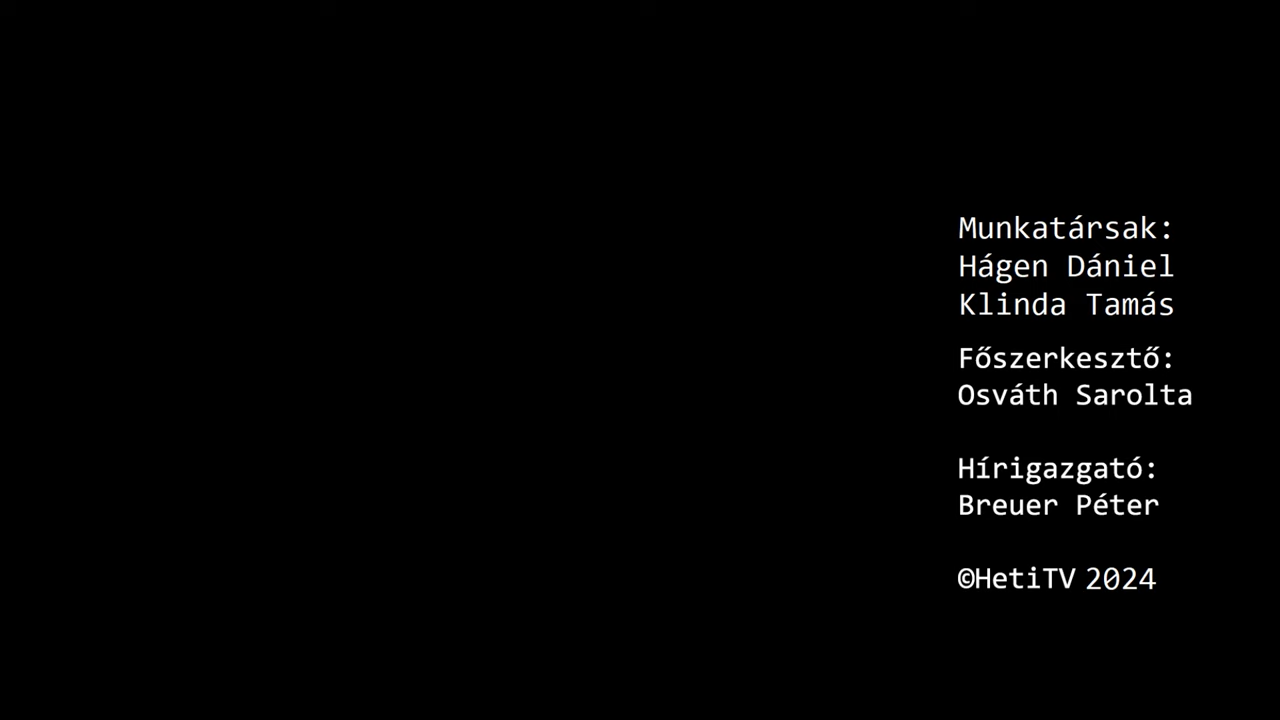 Munkatársak:
Hágen Dániel
Klinda Tamás
Főszerkesztő:
Osváth Sarolta
Hírigazgató:
Breuer Péter
©HetiTV 2024